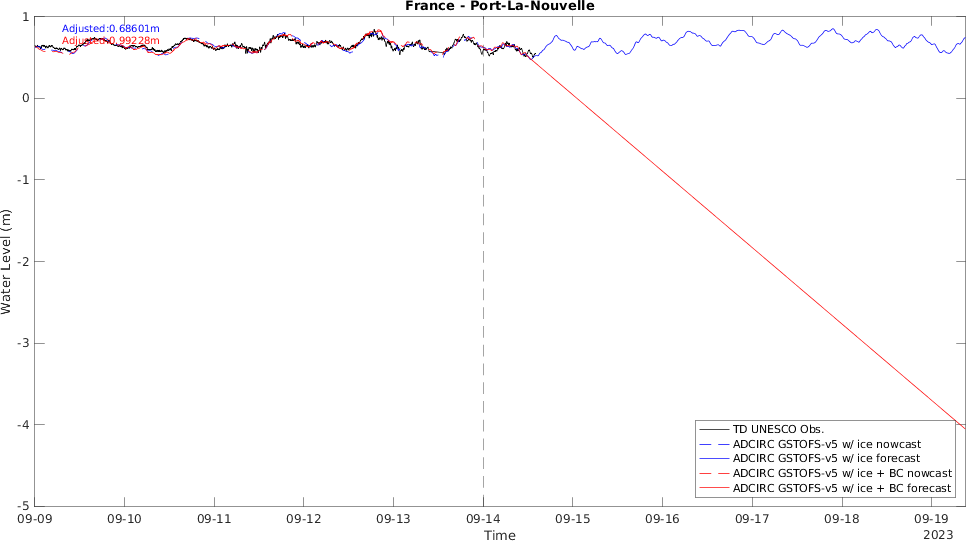 France - Port-La-Nouvelle
Adjusted:0.68601m
Adjusted:0.99228m
1
0
-1
-2
-3
-4
-5
Water Level (m)
TD UNESCO Obs.
ADCIRC GSTOFS-v5 w/ ice nowcast
ADCIRC GSTOFS-v5 w/ ice forecast
ADCIRC GSTOFS-v5 w/ ice + BC nowcast
ADCIRC GSTOFS-v5 w/ ice + BC forecast
09-09 09-10 09-11 09-12 09-13 09-14 09-15 09-16 09-17 09-18 09-19
Time
2023